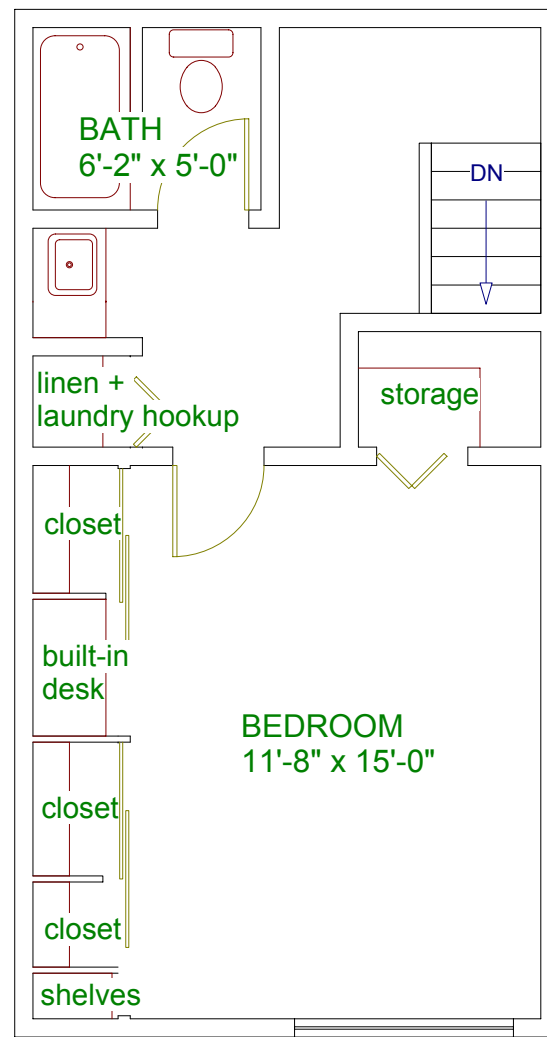 BATH
6'-2" x 5'-0"
DN
linen +
laundry hookup
storage
closet
built-in
desk
BEDROOM
11'-8" x 15'-0"
closet
closet
shelves